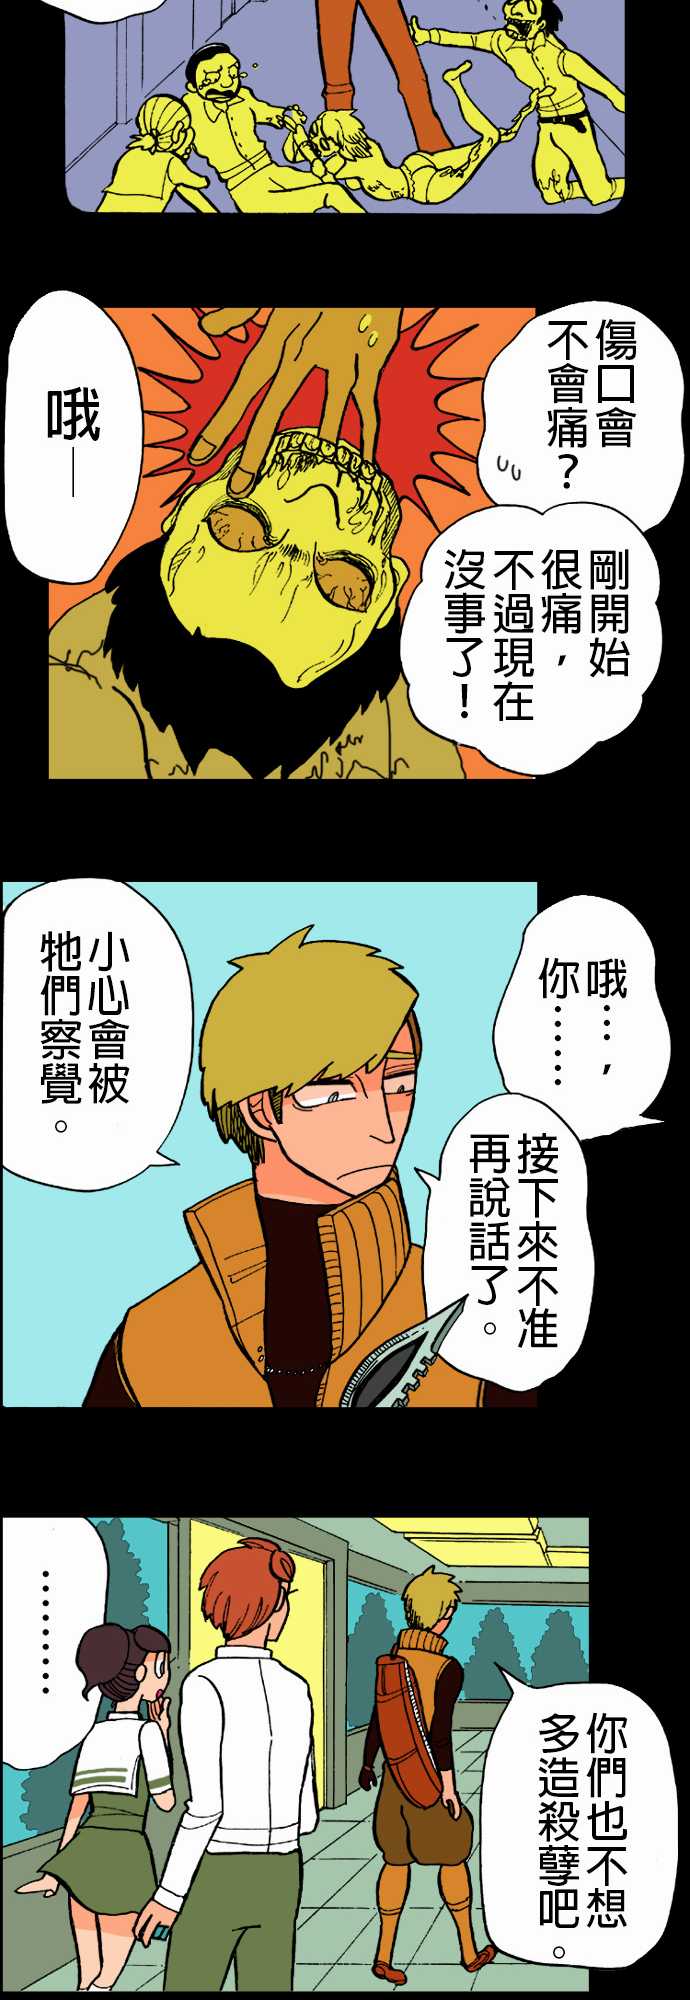 傷口會
不會痛？
哦—
剛開始
很痛，
不過現在
沒事了！
哦…，
你……
小心會被
牠們察覺。
接下來不准
再說話了。
………
你們也不想
多造殺孽吧。